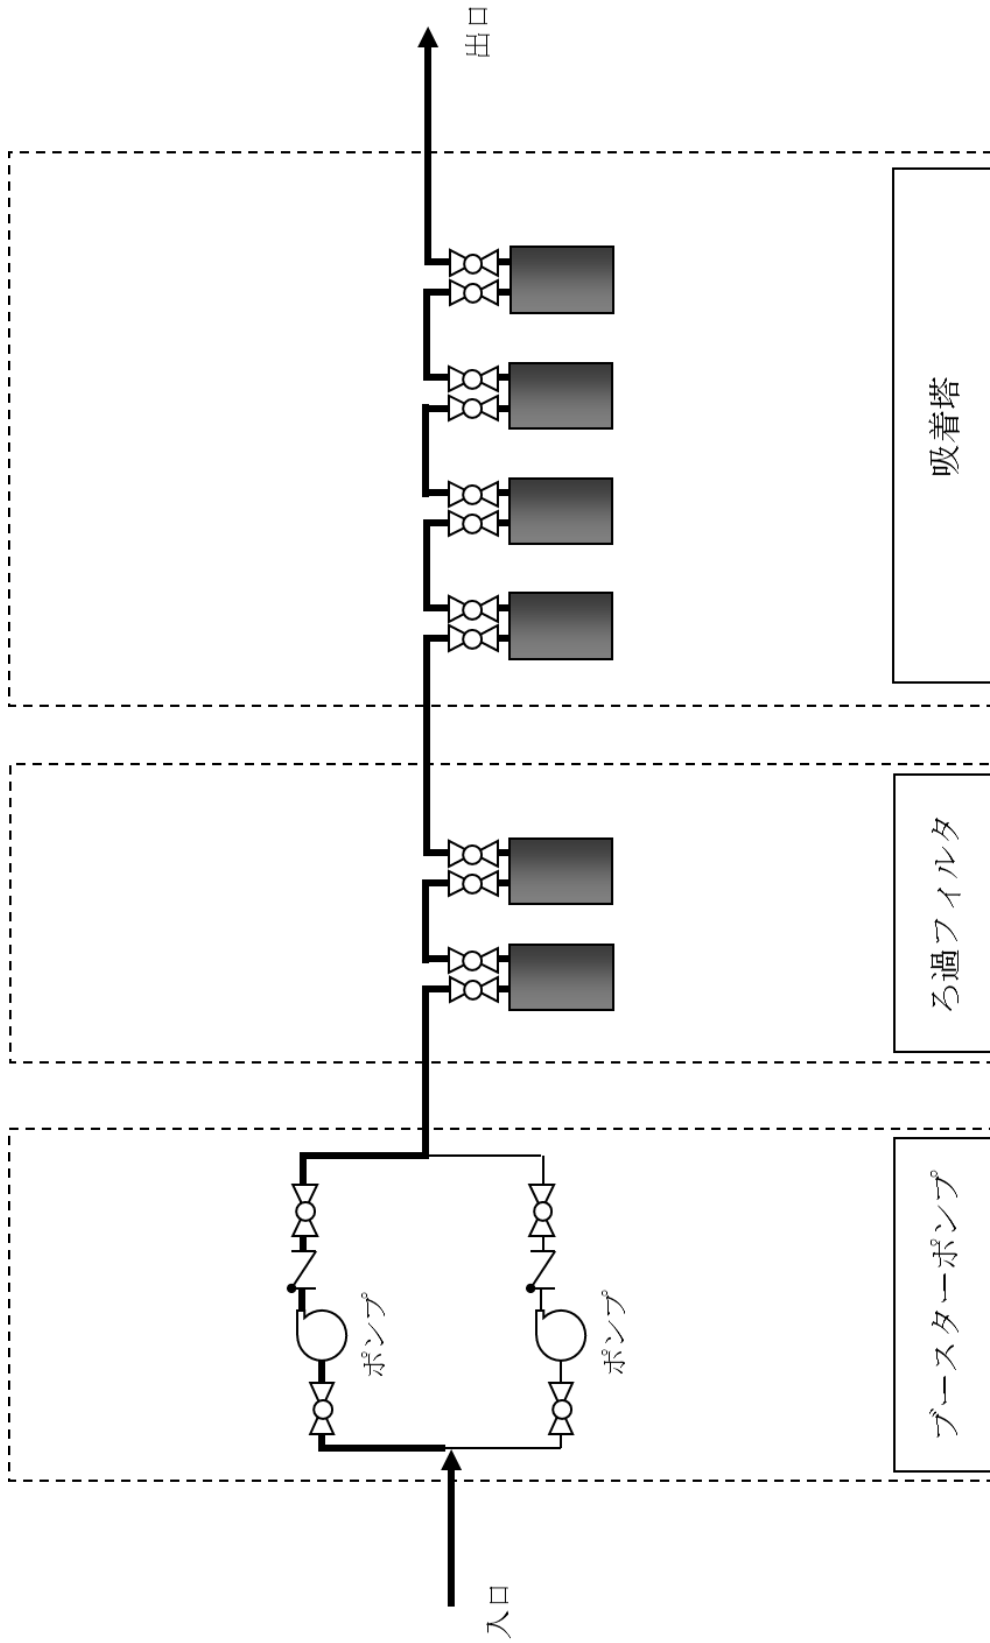 入口
ポンプ
ポンプ
ブースターポンプ
ろ過フィルタ
吸着塔
出口